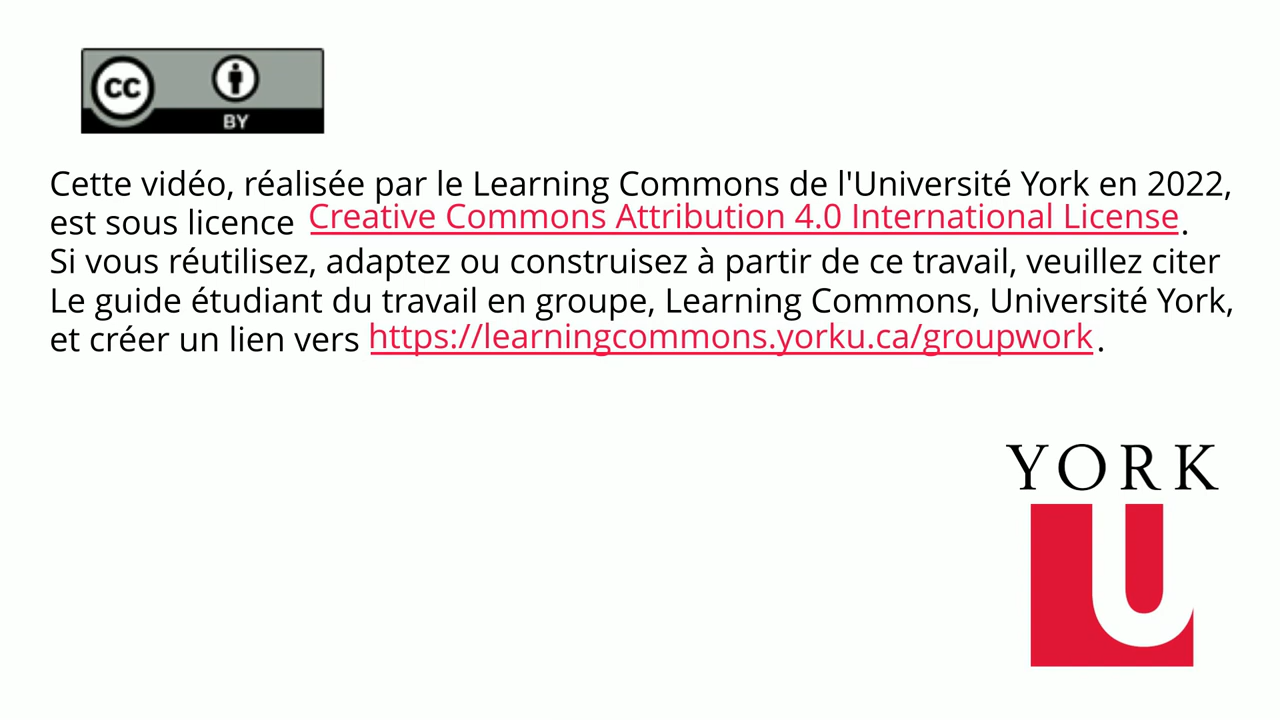 CC
BY
Cette vidéo, réalisée par le Learning Commons de l'Université York en 2022,
est sous licence Creative Commons Attribution 4.0 International License.
Si vous réutilisez, adaptez ou construisez à partir de ce travail, veuillez citer
Le guide étudiant du travail en groupe, Learning Commons, Université York,
et créer un lien vers https://learningcommons.yorku.ca/groupwork.
YORK
U